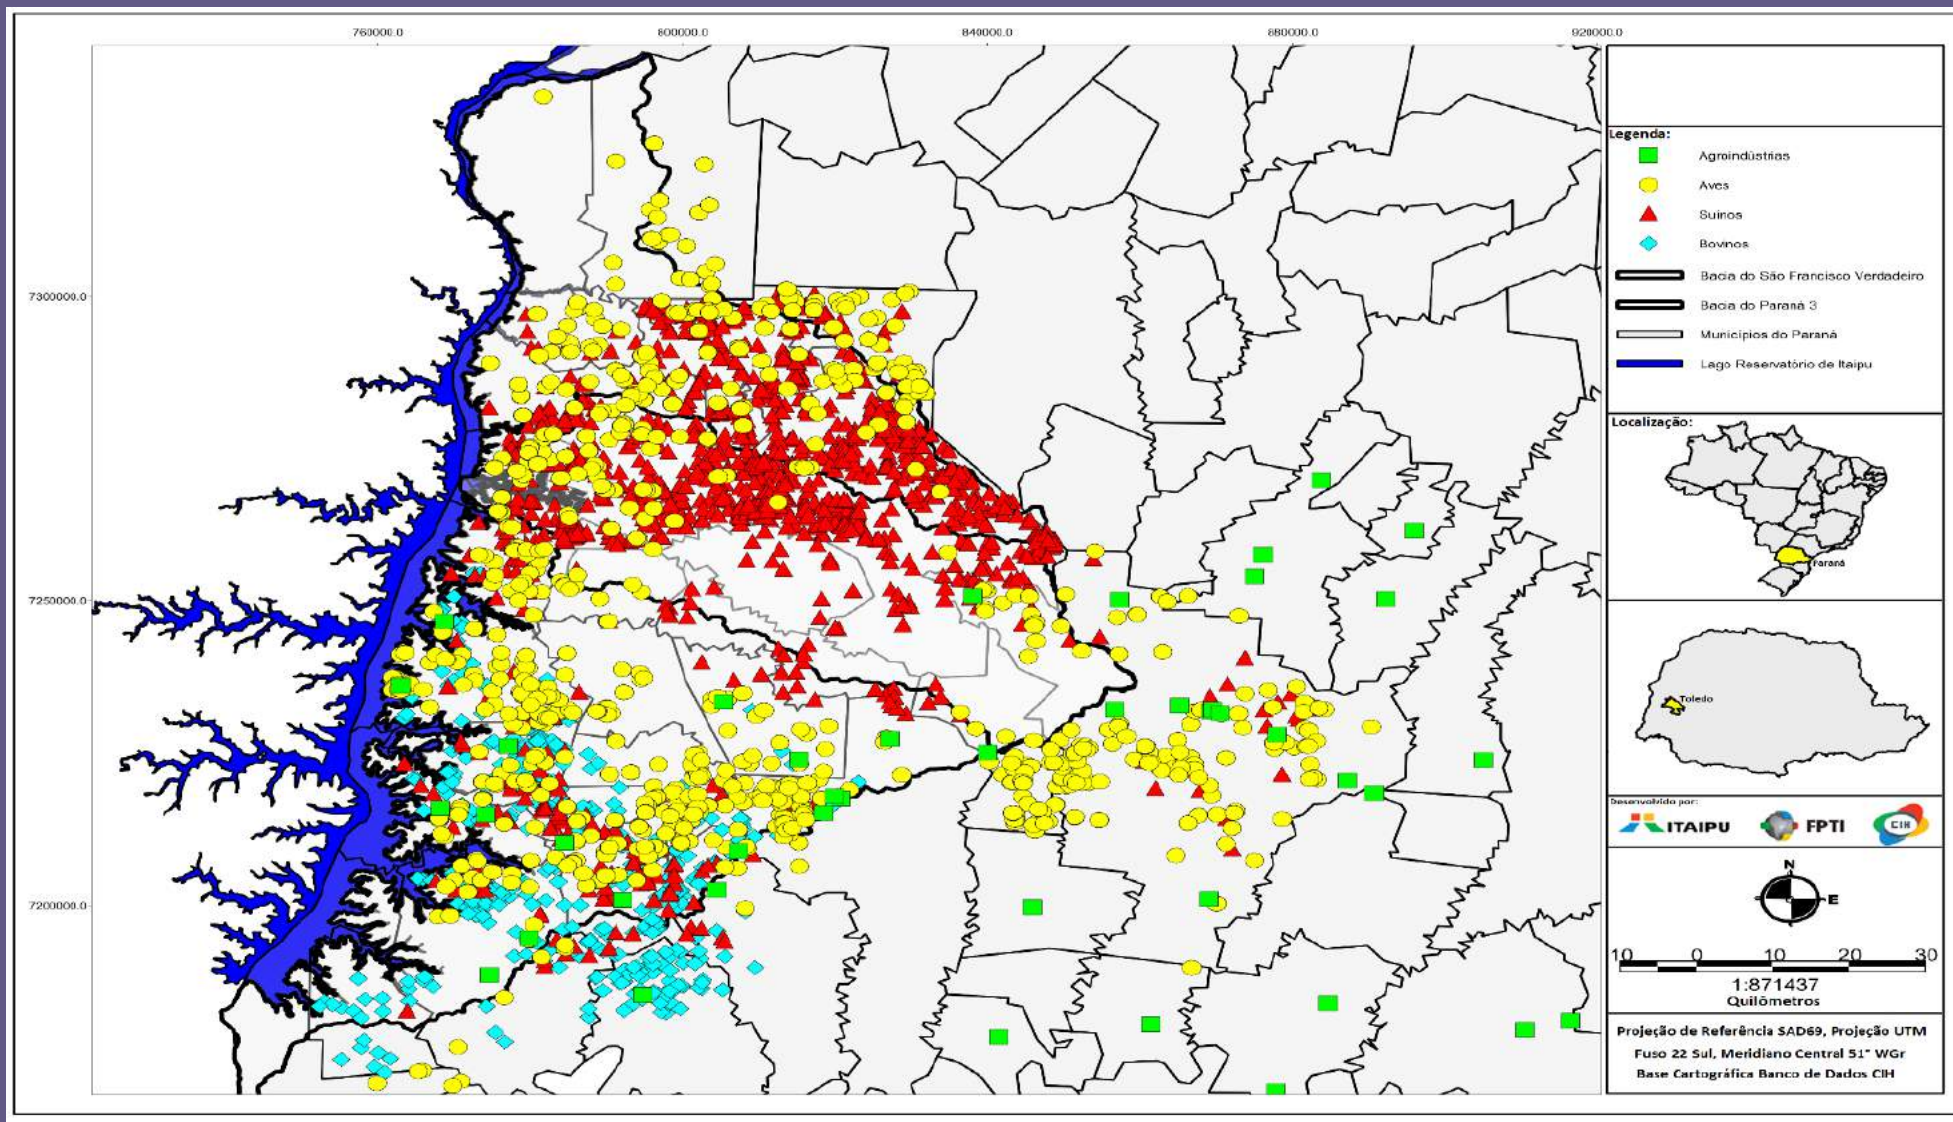 760000.0 800000.0 840000.0 880000.0 920000.0
7300000.0
7250000.0
7200000.0
Legenda:
Agroindústrias
Aves
Suínos
Bovinos
Bacia do São Francisco Verdadeiro
Bacia do Paraná 3
Municípios do Paraná
Lago Reservatório de Itaipu
Localização:
Paraná
Toledo
Desenvolvido por:
ITAIPU FPTI CIH
N
E
10 0 10 20 30
1:871437
Quilômetros
Projeção de Referência SAD69, Projeção UTM
Fuso 22 Sul, Meridiano Central 51° WGr
Base Cartográfica Banco de Dados CIH